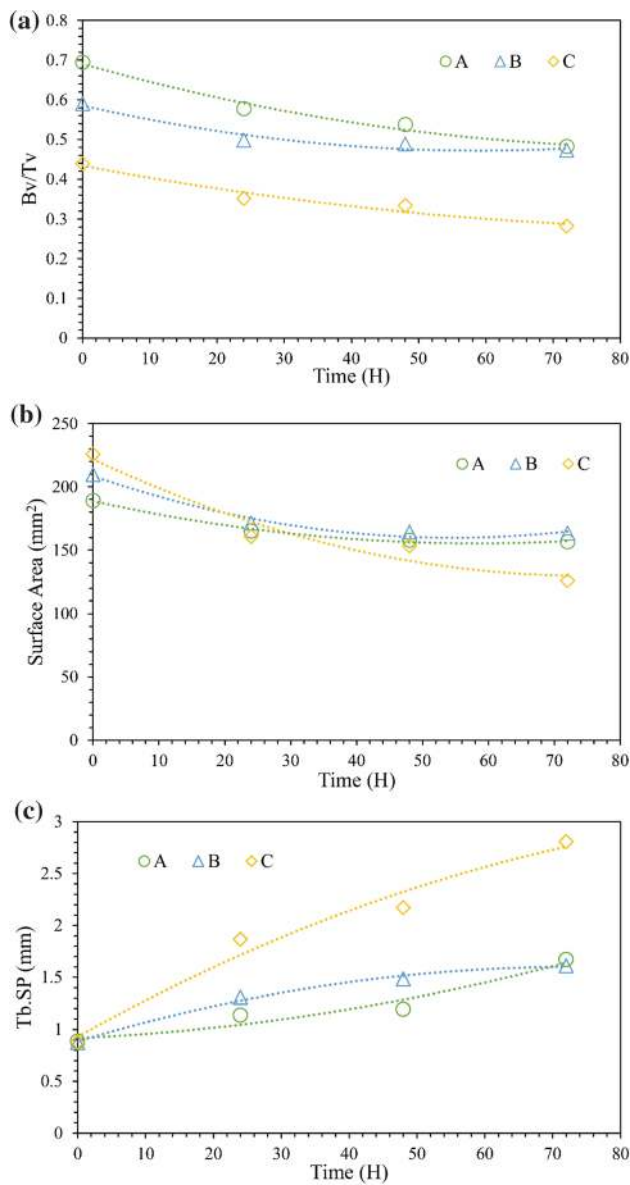 (a)
0.8
0.7
0.6
0.5
0.4
0.3
0.2
0.1
0
A B C
Bv/Tv
0 10 20 30 40 50 60 70 80
Time (H)
(b)
250
200
150
100
50
0
A B C
Surface Area (mm²)
0 10 20 30 40 50 60 70 80
Time (H)
(c)
3
2.5
2
1.5
1
0.5
0
A B C
Tb.SP (mm)
0 10 20 30 40 50 60 70 80
Time (H)